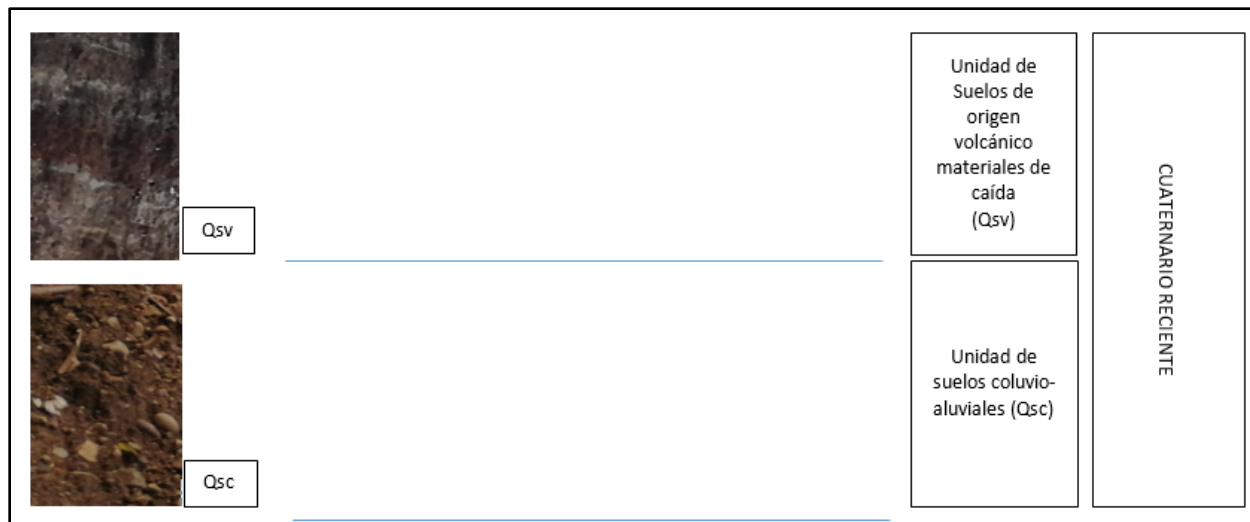 Qsv
Unidad de
Suelos de
origen
volcánico
materiales de
caída
(Qsv)
CUATERNARIO RECIENTE
Qsc
Unidad de
suelos coluvio-
aluviales (Qsc)